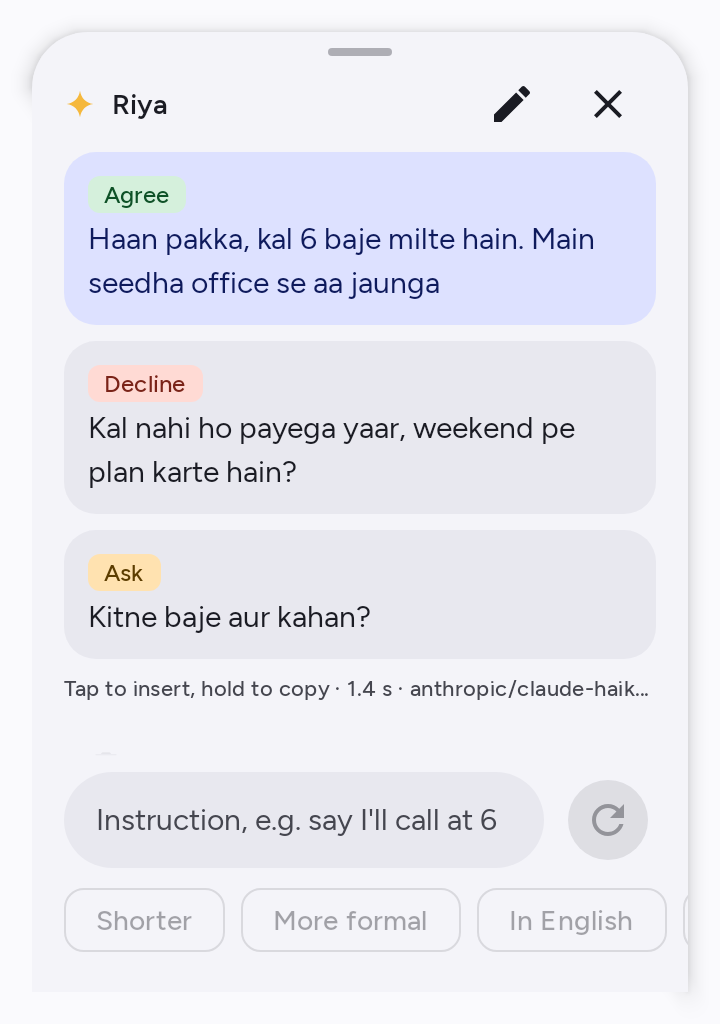 Riya
Agree
Haan pakka, kal 6 baje milte hain. Main
seedha office se aa jaunga
Decline
Kal nahi ho payega yaar, weekend pe
plan karte hain?
Ask
Kitne baje aur kahan?
Tap to insert, hold to copy · 1.4 s · anthropic/claude-haik...
Instruction, e.g. say I'll call at 6
Shorter
More formal
In English